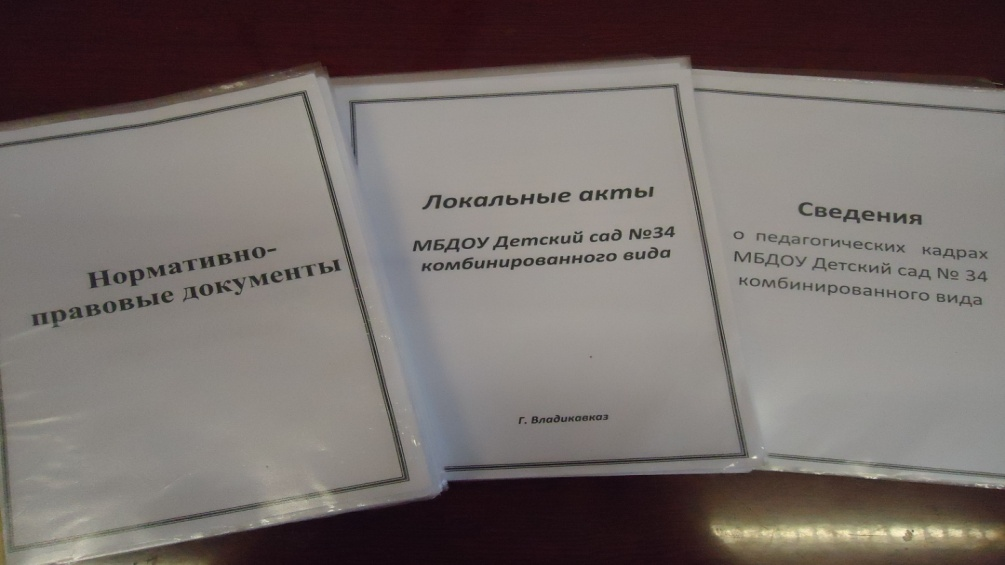 Нормативно-
правовые документы
Локальные акты
МБДОУ Детский сад №34
комбинированного вида
Г. Владикавказ
Сведения
о педагогических кадрах
МБДОУ Детский сад № 34
комбинированного вида